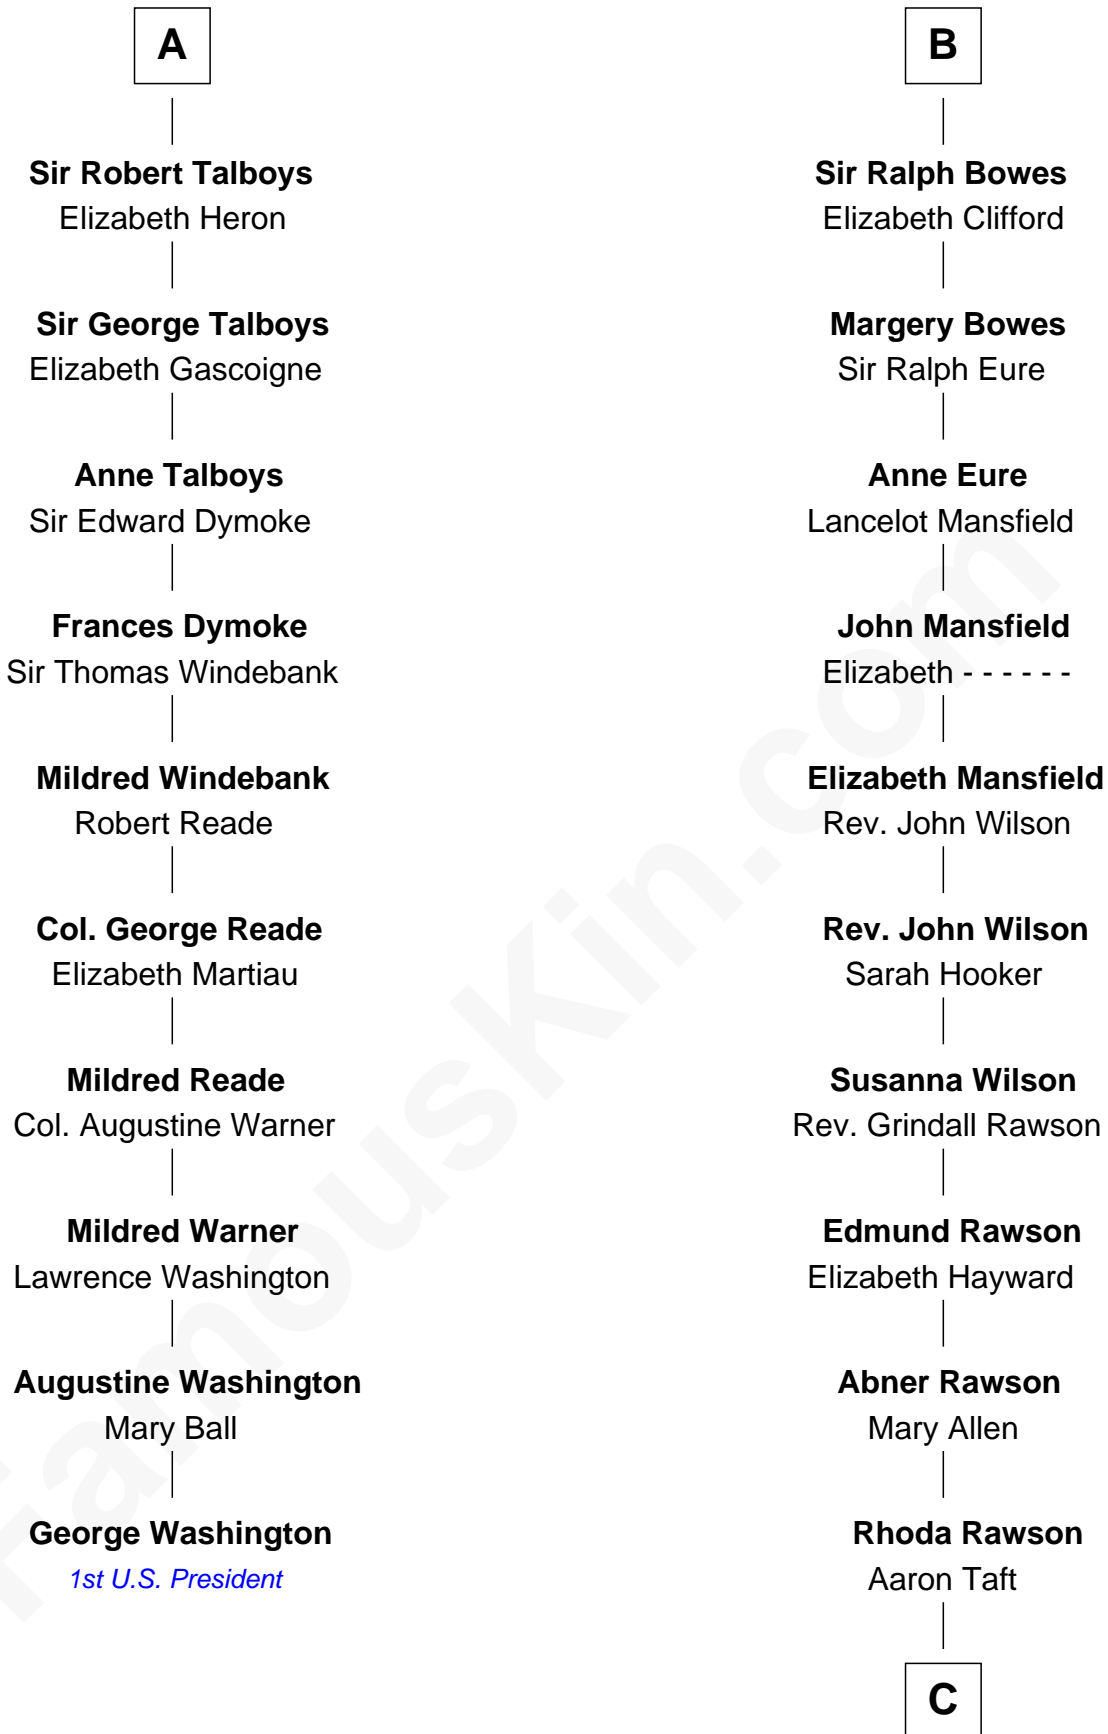 A
Sir Robert Talboys
Elizabeth Heron
Sir George Talboys
Elizabeth Gascoigne
Anne Talboys
Sir Edward Dymoke
Frances Dymoke
Sir Thomas Windebank
Mildred Windebank
Robert Reade
Col. George Reade
Elizabeth Martiau
Mildred Reade
Col. Augustine Warner
Mildred Warner
Lawrence Washington
Augustine Washington
Mary Ball
George Washington
1st U.S. President
B
Sir Ralph Bowes
Elizabeth Clifford
Margery Bowes
Sir Ralph Eure
Anne Eure
Lancelot Mansfield
John Mansfield
Elizabeth - - - - - -
Elizabeth Mansfield
Rev. John Wilson
Rev. John Wilson
Sarah Hooker
Susanna Wilson
Rev. Grindall Rawson
Edmund Rawson
Elizabeth Hayward
Abner Rawson
Mary Allen
Rhoda Rawson
Aaron Taft
C
FamousKin.com